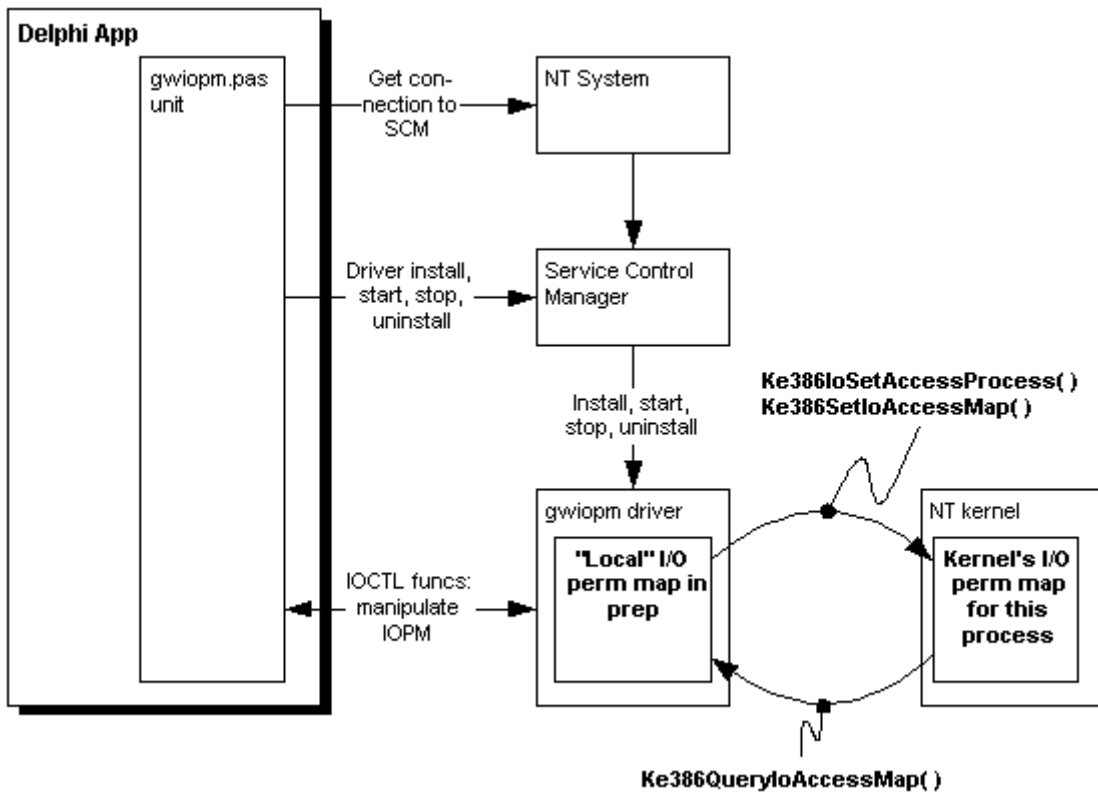 Delphi App
gwiopm.pas
unit
Get con-
nection to
SCM
NT System
Driver install,
start, stop,
uninstall
Service Control
Manager
Install, start,
stop, uninstall
Ke386IoSetAccessProcess( )
Ke386SetIoAccessMap( )
gwiopm driver
"Local" I/O
perm map in
prep
NT kernel
Kernel's I/O
perm map
for this
process
IOCTL funcs:
manipulate
IOPM
Ke386QueryIoAccessMap( )